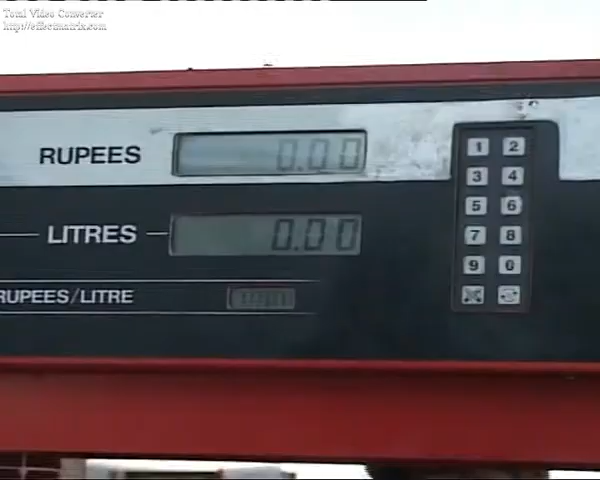 Total Video Converter
http://effectmatrix.com
RUPEES 0.00
LITRES 0.00
RUPEES/LITRE
1 2
3 4
5 6
7 8
9 0